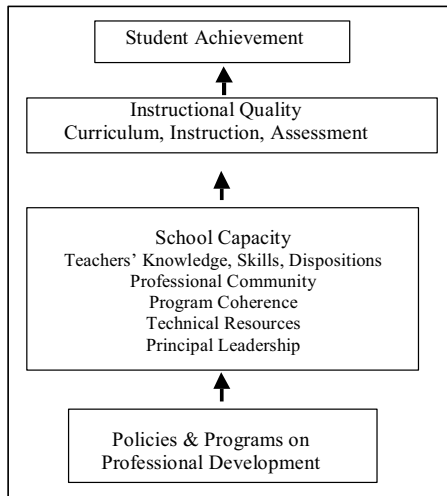 Student Achievement
Instructional Quality
Curriculum, Instruction, Assessment
School Capacity
Teachers’ Knowledge, Skills, Dispositions
Professional Community
Program Coherence
Technical Resources
Principal Leadership
Policies & Programs on
Professional Development